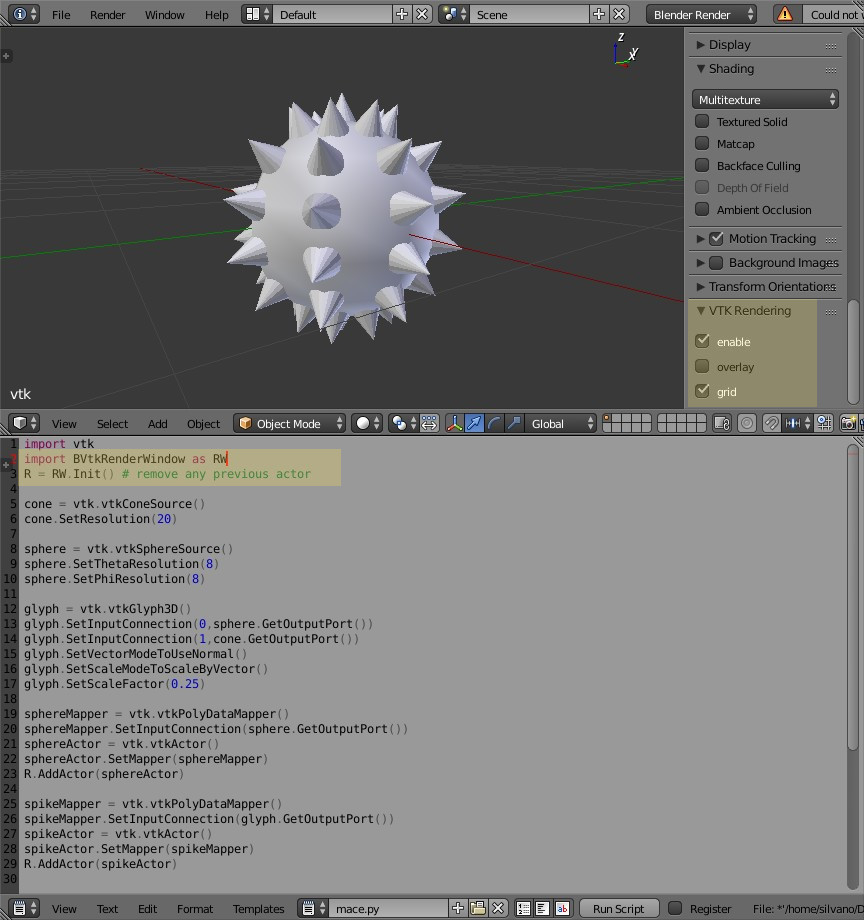 File Render Window Help Default Scene Blender Render Could not
z
Y
X
Display
Shading
Multitexture
Textured Solid
Matcap
Backface Culling
Depth Of Field
Ambient Occlusion
Motion Tracking
Background Images
Transform Orientations
VTK Rendering
enable
overlay
grid
vtk
View Select Add Object Object Mode Global
1 import vtk
2 import BVtkRenderWindow as RW
3 R = RW.Init() # remove any previous actor
4
5 cone = vtk.vtkConeSource()
6 cone.SetResolution(20)
7
8 sphere = vtk.vtkSphereSource()
9 sphere.SetThetaResolution(8)
10 sphere.SetPhiResolution(8)
11
12 glyph = vtk.vtkGlyph3D()
13 glyph.SetInputConnection(0,sphere.GetOutputPort())
14 glyph.SetInputConnection(1,cone.GetOutputPort())
15 glyph.SetVectorModeToUseNormal()
16 glyph.SetScaleModeToScaleByVector()
17 glyph.SetScaleFactor(0.25)
18
19 sphereMapper = vtk.vtkPolyDataMapper()
20 sphereMapper.SetInputConnection(sphere.GetOutputPort())
21 sphereActor = vtk.vtkActor()
22 sphereActor.SetMapper(sphereMapper)
23 R.AddActor(sphereActor)
24
25 spikeMapper = vtk.vtkPolyDataMapper()
26 spikeMapper.SetInputConnection(glyph.GetOutputPort())
27 spikeActor = vtk.vtkActor()
28 spikeActor.SetMapper(spikeMapper)
29 R.AddActor(spikeActor)
30
View Text Edit Format Templates mace.py Run Script Register File: *'/home/silvano/D